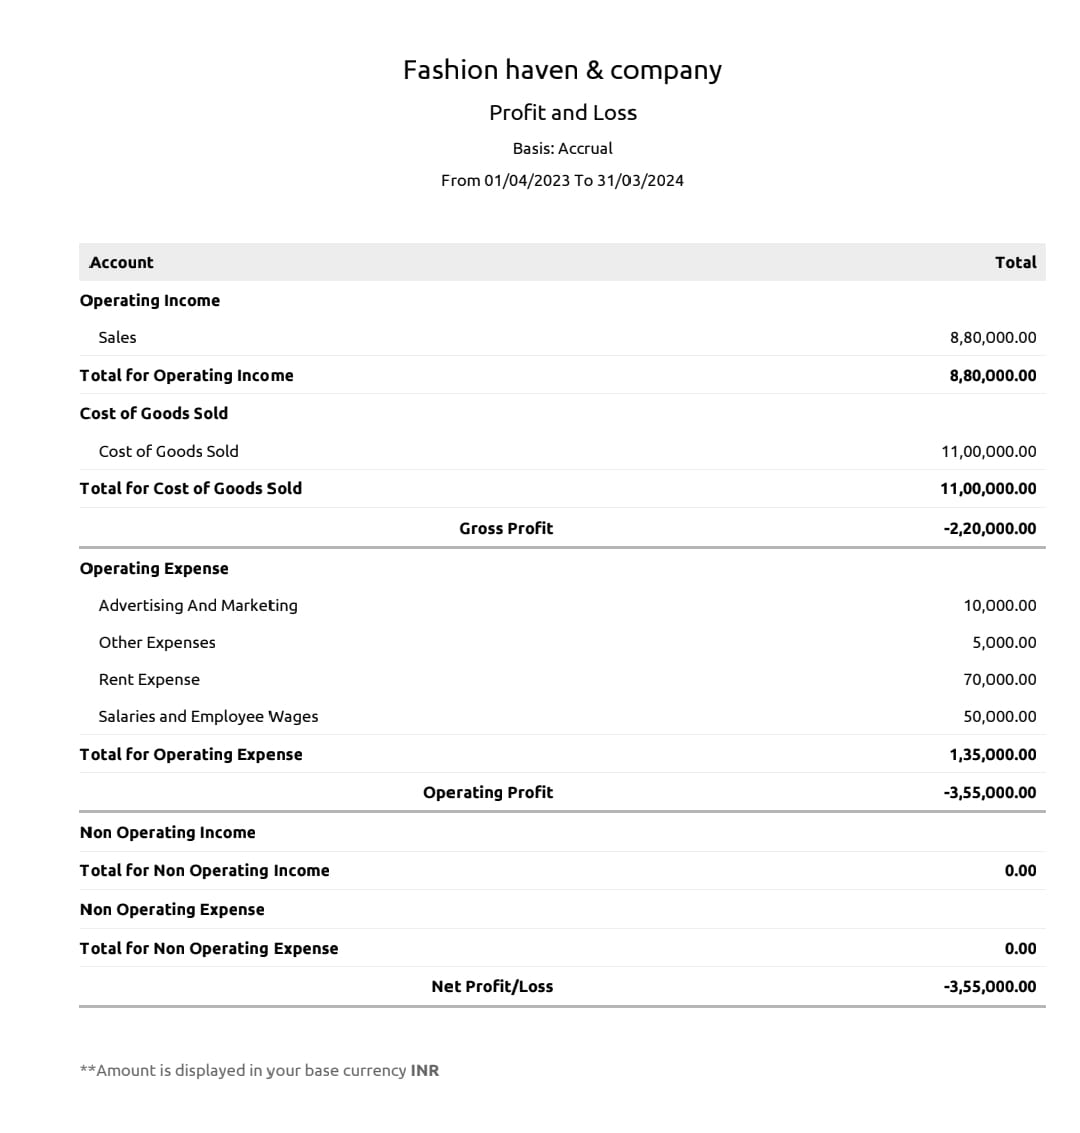 Fashion haven & company
Profit and Loss
Basis: Accrual
From 01/04/2023 To 31/03/2024
Account Total
Operating Income
Sales 8,80,000.00
Total for Operating Income 8,80,000.00
Cost of Goods Sold
Cost of Goods Sold 11,00,000.00
Total for Cost of Goods Sold 11,00,000.00
Gross Profit -2,20,000.00
Operating Expense
Advertising And Marketing 10,000.00
Other Expenses 5,000.00
Rent Expense 70,000.00
Salaries and Employee Wages 50,000.00
Total for Operating Expense 1,35,000.00
Operating Profit -3,55,000.00
Non Operating Income
Total for Non Operating Income 0.00
Non Operating Expense
Total for Non Operating Expense 0.00
Net Profit/Loss -3,55,000.00
**Amount is displayed in your base currency INR